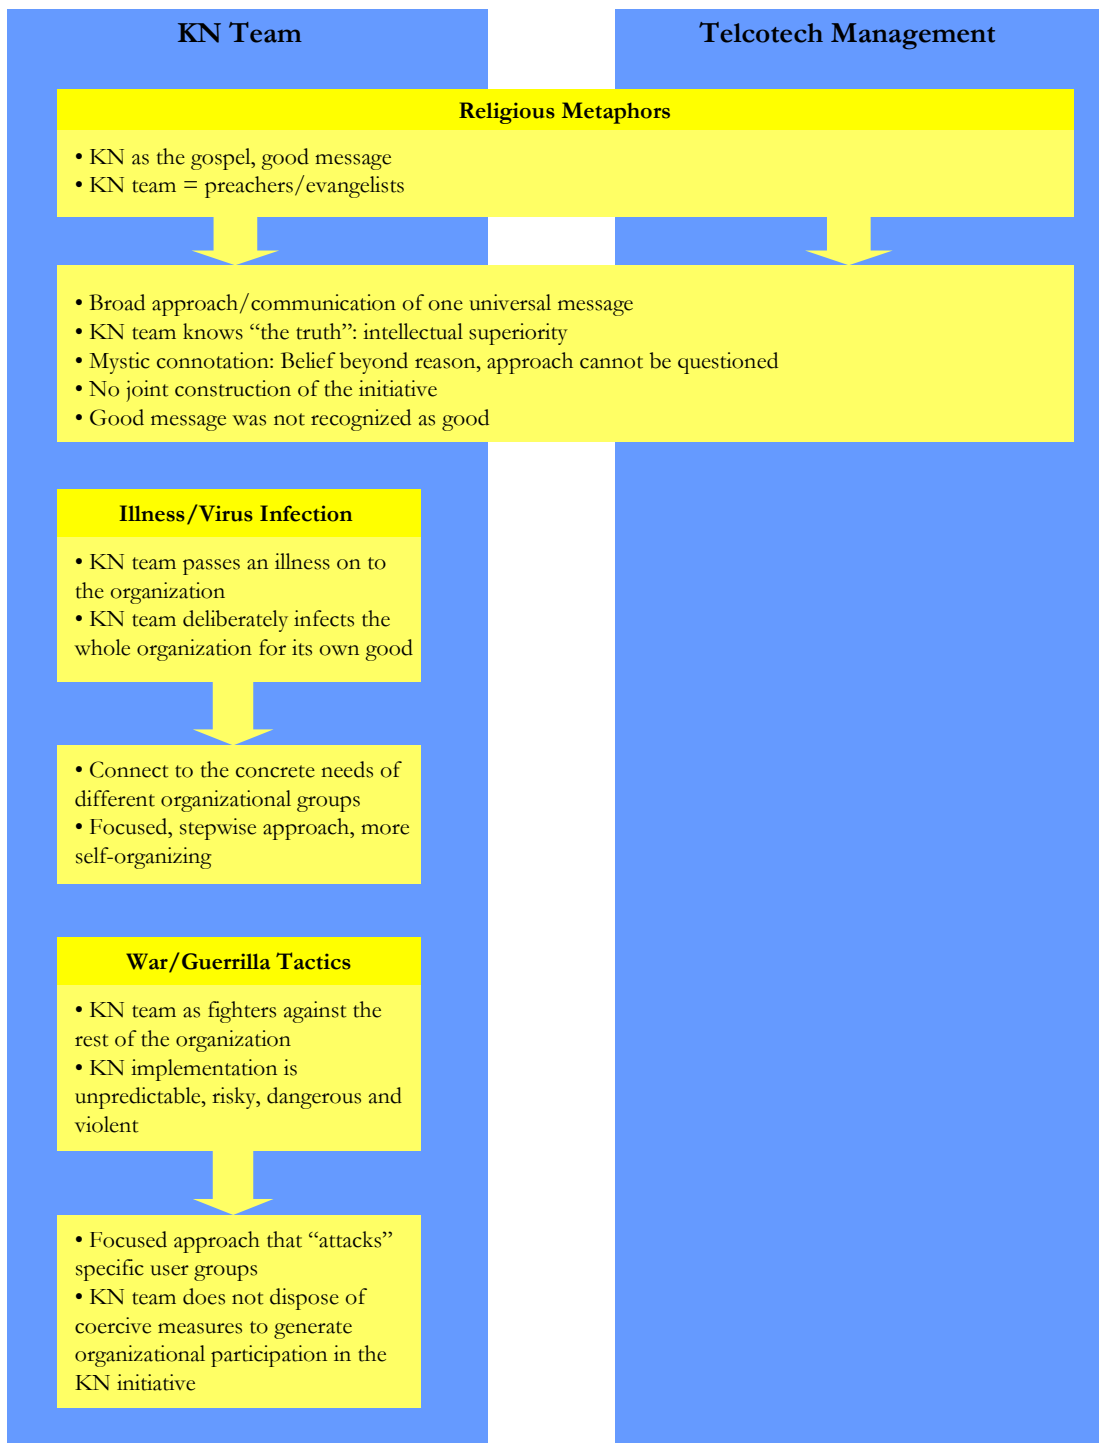 KN Team
Telcotech Management
Religious Metaphors
• KN as the gospel, good message
• KN team = preachers/evangelists
• Broad approach/communication of one universal message
• KN team knows “the truth”: intellectual superiority
• Mystic connotation: Belief beyond reason, approach cannot be questioned
• No joint construction of the initiative
• Good message was not recognized as good
Illness/Virus Infection
• KN team passes an illness on to
the organization
• KN team deliberately infects the
whole organization for its own good
• Connect to the concrete needs of
different organizational groups
• Focused, stepwise approach, more
self-organizing
War/Guerrilla Tactics
• KN team as fighters against the
rest of the organization
• KN implementation is
unpredictable, risky, dangerous and
violent
• Focused approach that “attacks”
specific user groups
• KN team does not dispose of
coercive measures to generate
organizational participation in the
KN initiative